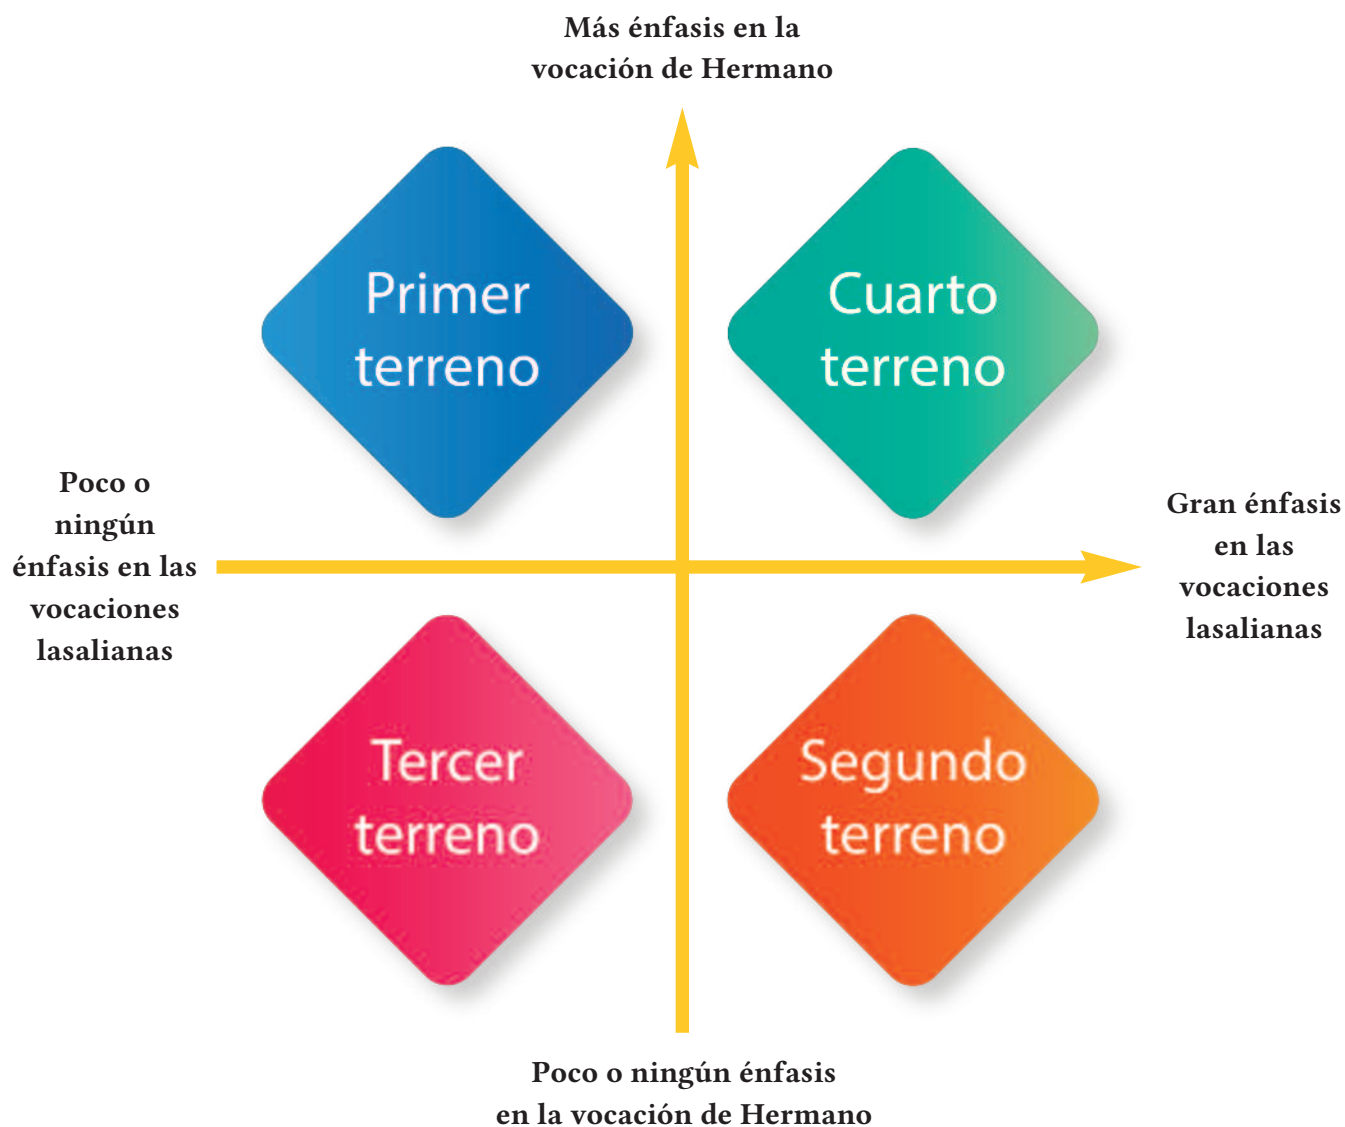 Más énfasis en la
vocación de Hermano
Primer
terreno
Cuarto
terreno
Poco o
ningún
énfasis en las
vocaciones
lasalianas
Gran énfasis
en las
vocaciones
lasalianas
Tercer
terreno
Segundo
terreno
Poco o ningún énfasis
en la vocación de Hermano